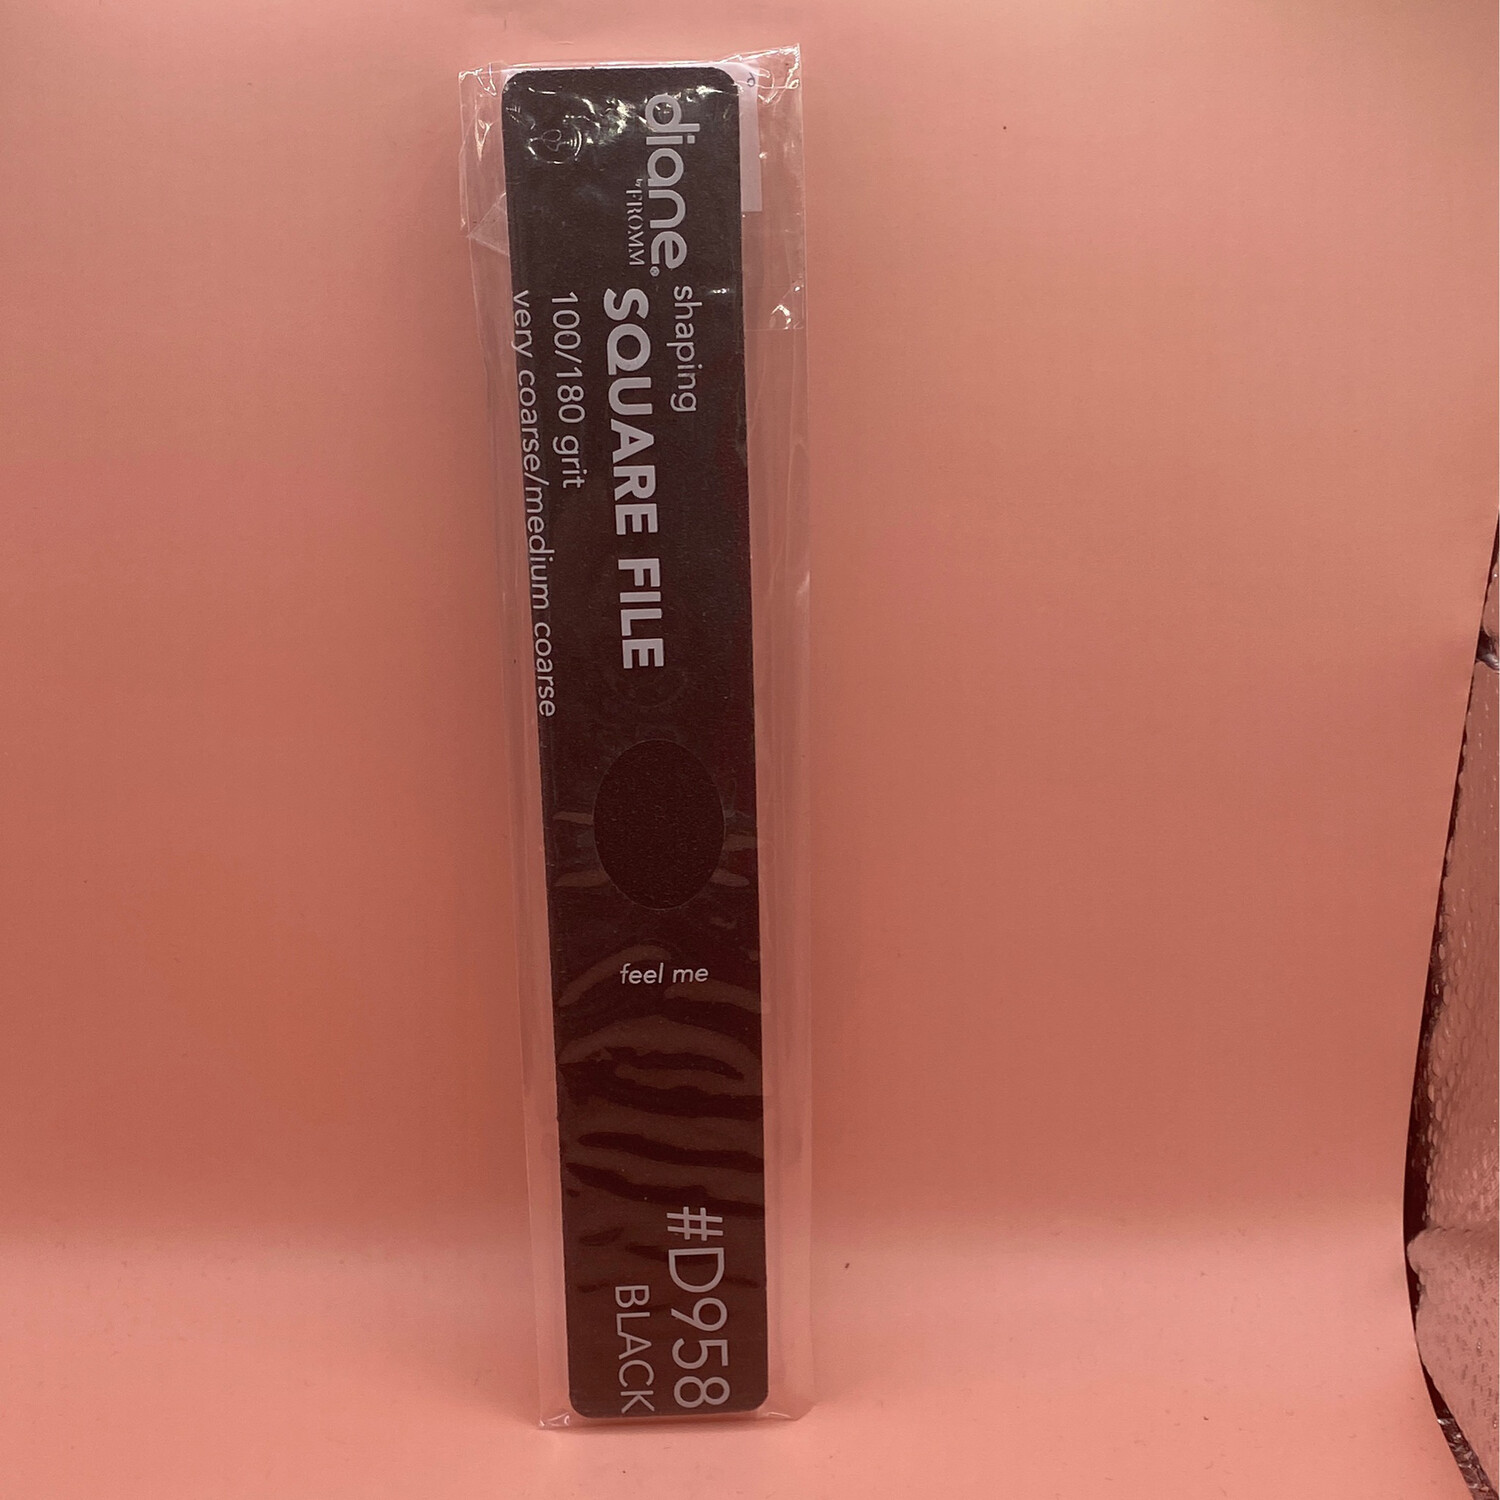 diane®
by FROMM
shaping
SQUARE FILE
100/180 grit
very coarse/medium coarse
feel me
#D958
BLACK